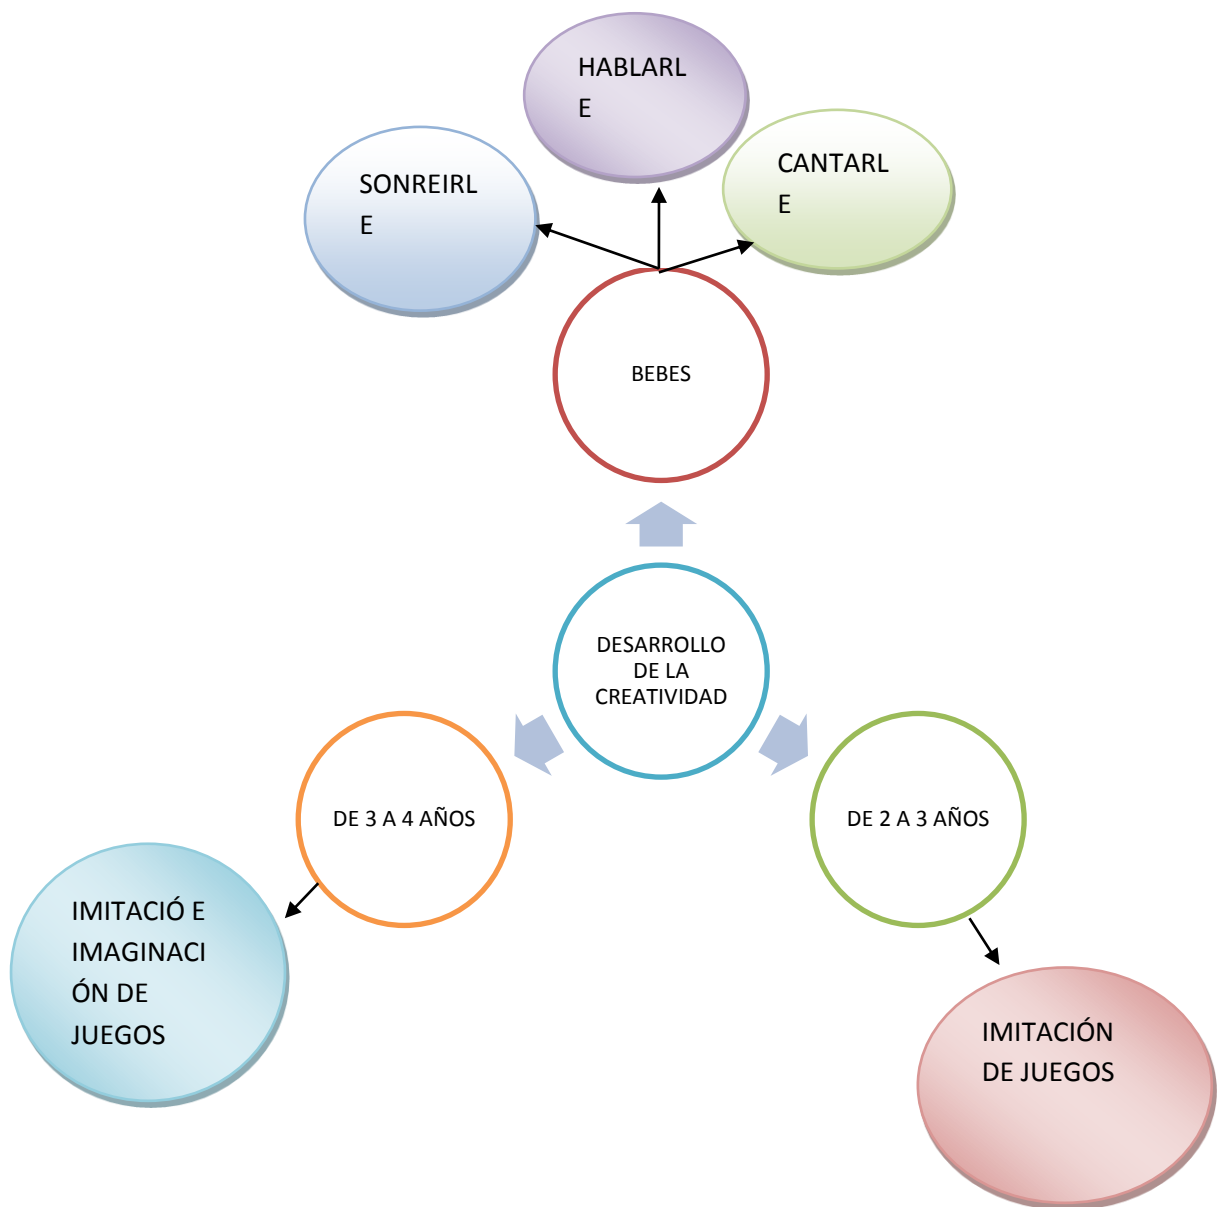 HABLARL
E
SONREIRL
E
CANTARL
E
BEBES
DESARROLLO
DE LA
CREATIVIDAD
DE 3 A 4 AÑOS
DE 2 A 3 AÑOS
IMITACIÓ E
IMAGINACI
ÓN DE
JUEGOS
IMITACIÓN
DE JUEGOS